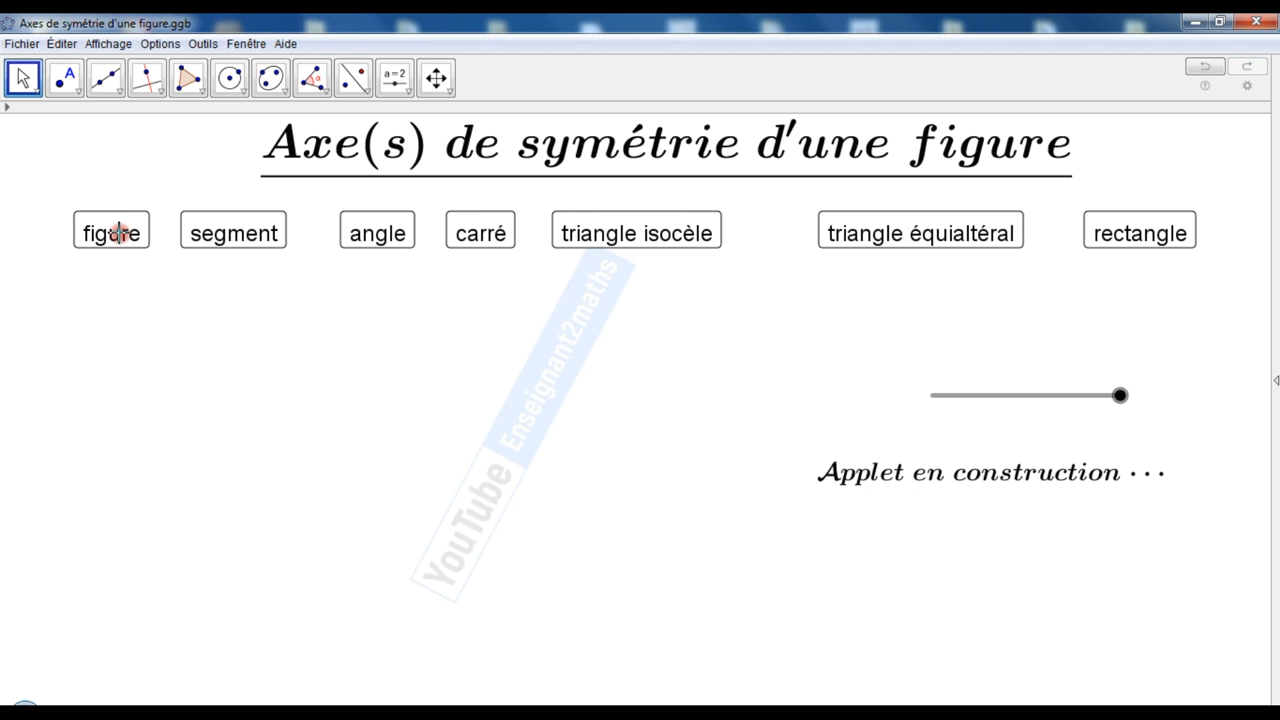 Axes de symétrie d'une figure.ggb
Fichier Éditer Affichage Options Outils Fenêtre Aide
A
α
a=2
Axe(s) de symétrie d'une figure
figure segment angle carré triangle isocèle triangle équialtéral rectangle
YouTube Enseignant2maths
Applet en construction ···